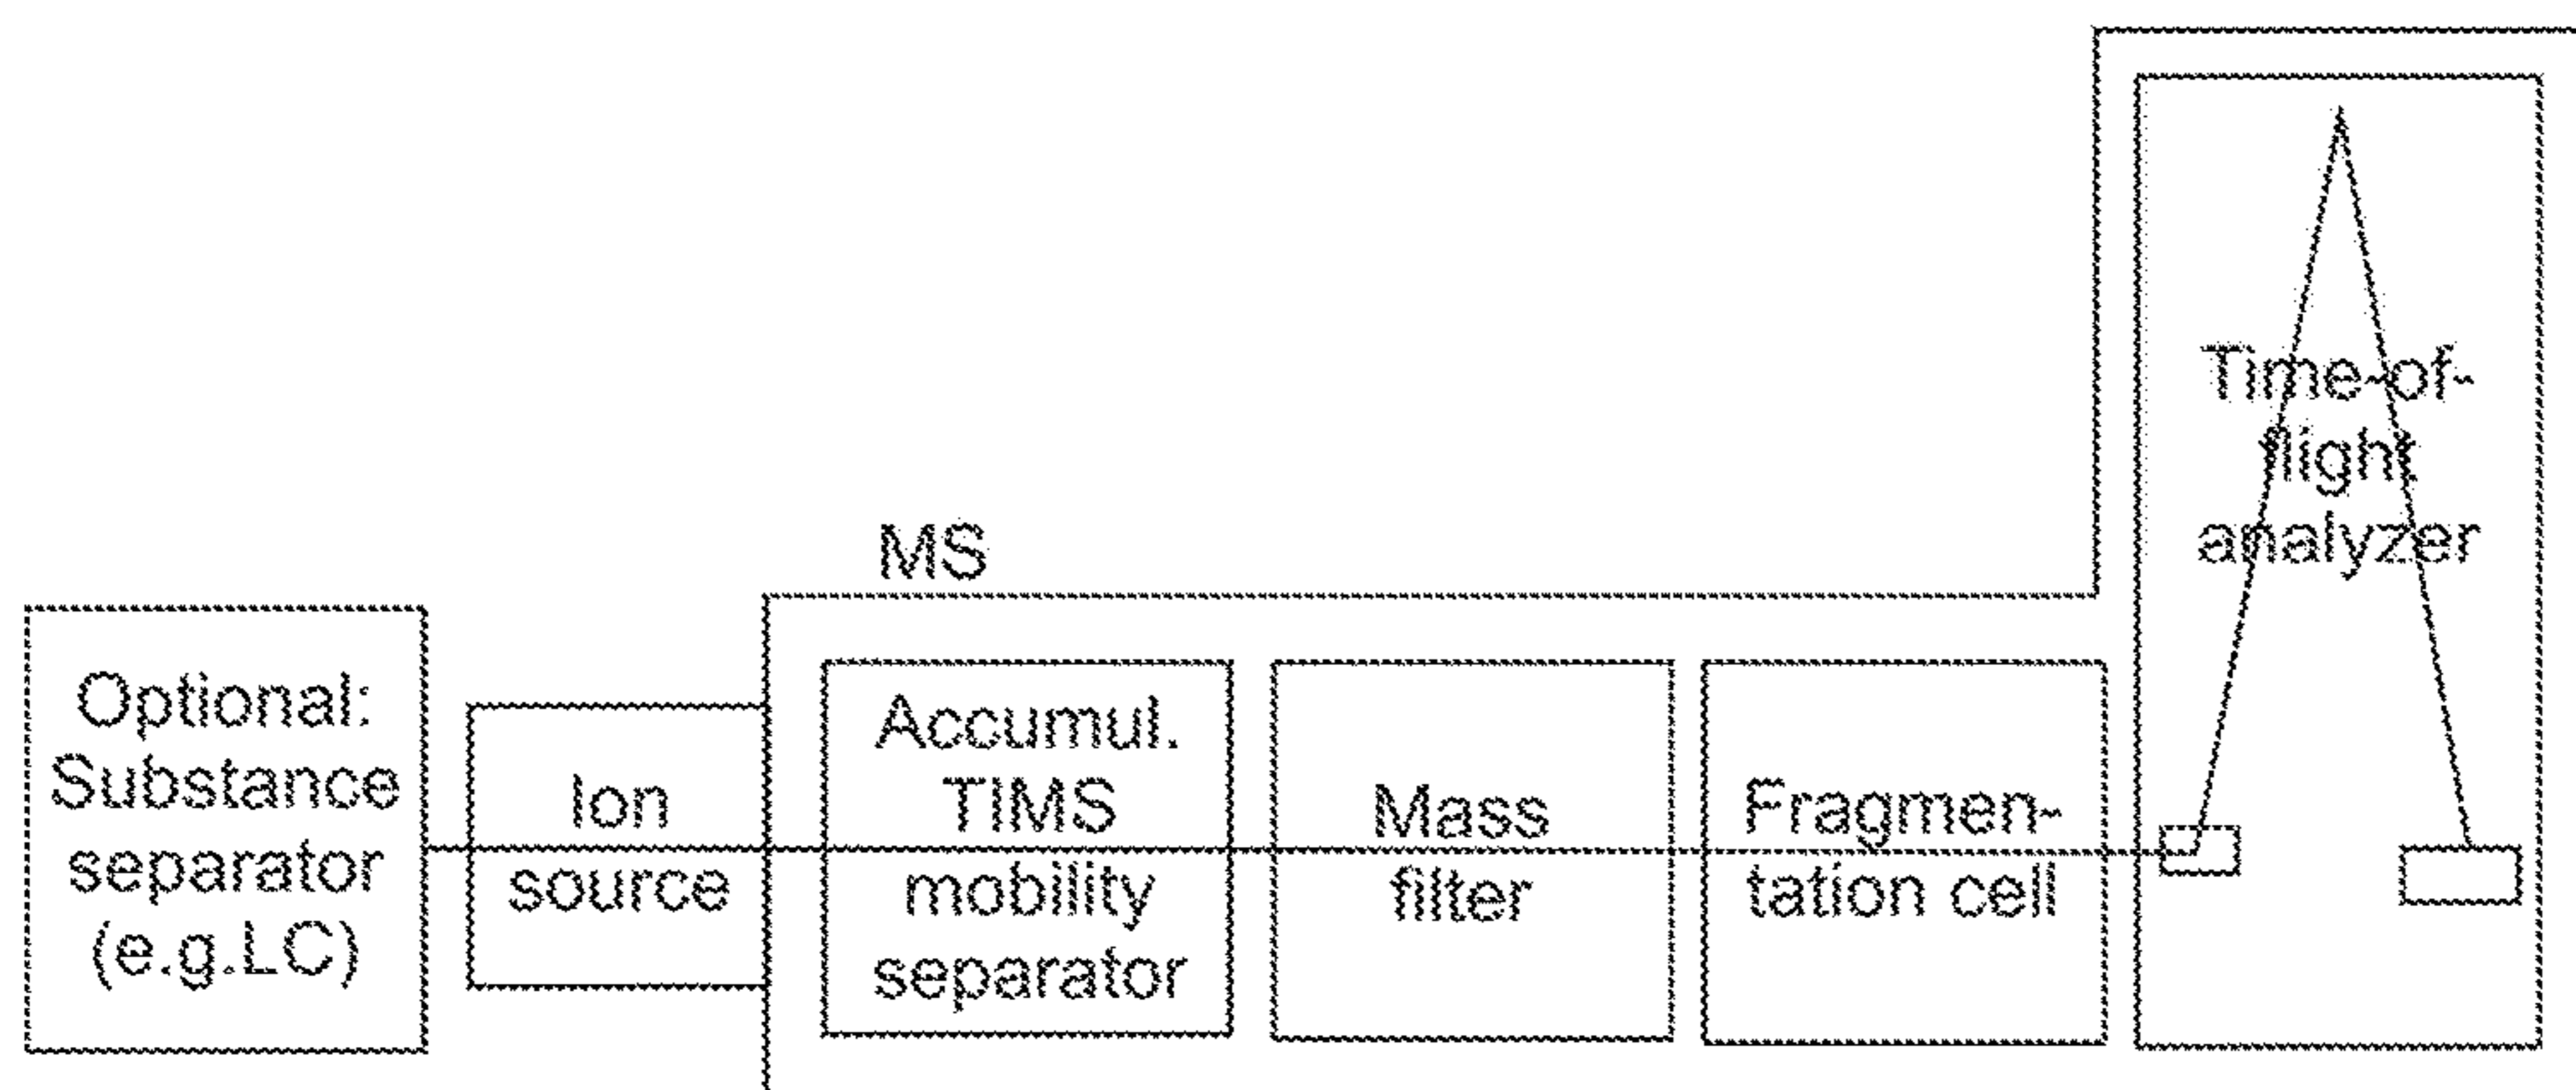 MS
Optional:
Substance
separator
(e.g.LC)
Ion
source
Accumul.
TIMS
mobility
separator
Mass
filter
Fragmen-
tation cell
Time-of-
flight
analyzer